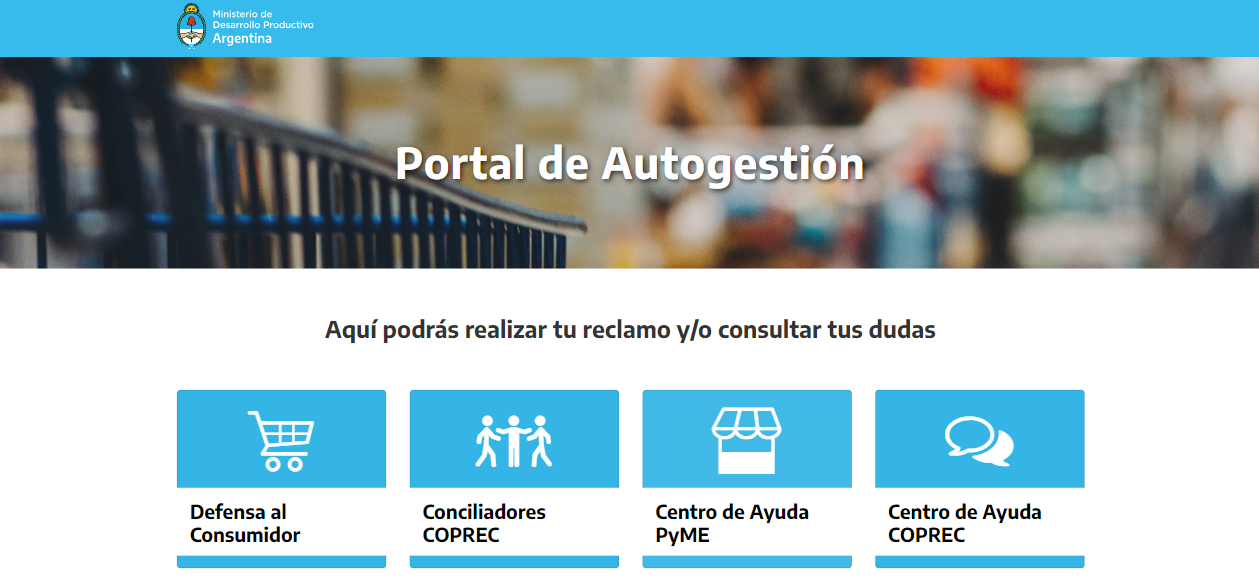 Ministerio de
Desarrollo Productivo
Argentina
Portal de Autogestión
Aquí podrás realizar tu reclamo y/o consultar tus dudas
Defensa al
Consumidor
Conciliadores
COPREC
Centro de Ayuda
PyME
Centro de Ayuda
COPREC